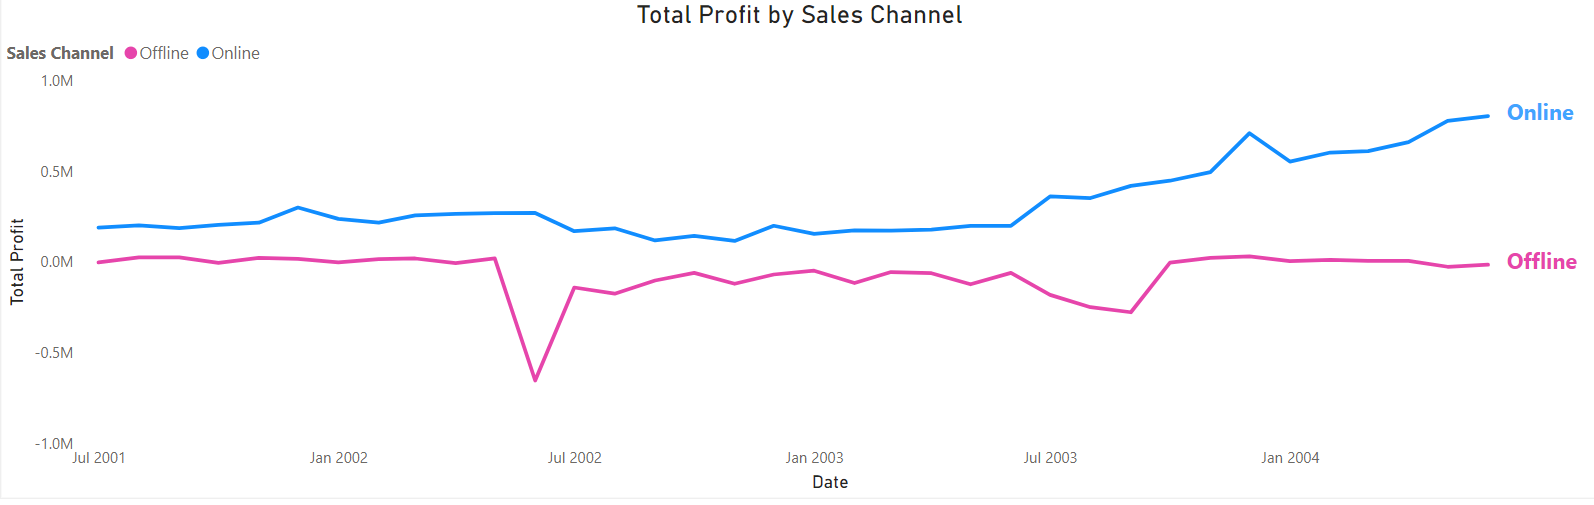 Total Profit by Sales Channel
Sales Channel Offline Online
1.0M
0.5M
0.0M
-0.5M
-1.0M
Total Profit
Online
Offline
Jul 2001 Jan 2002 Jul 2002 Jan 2003 Jul 2003 Jan 2004
Date